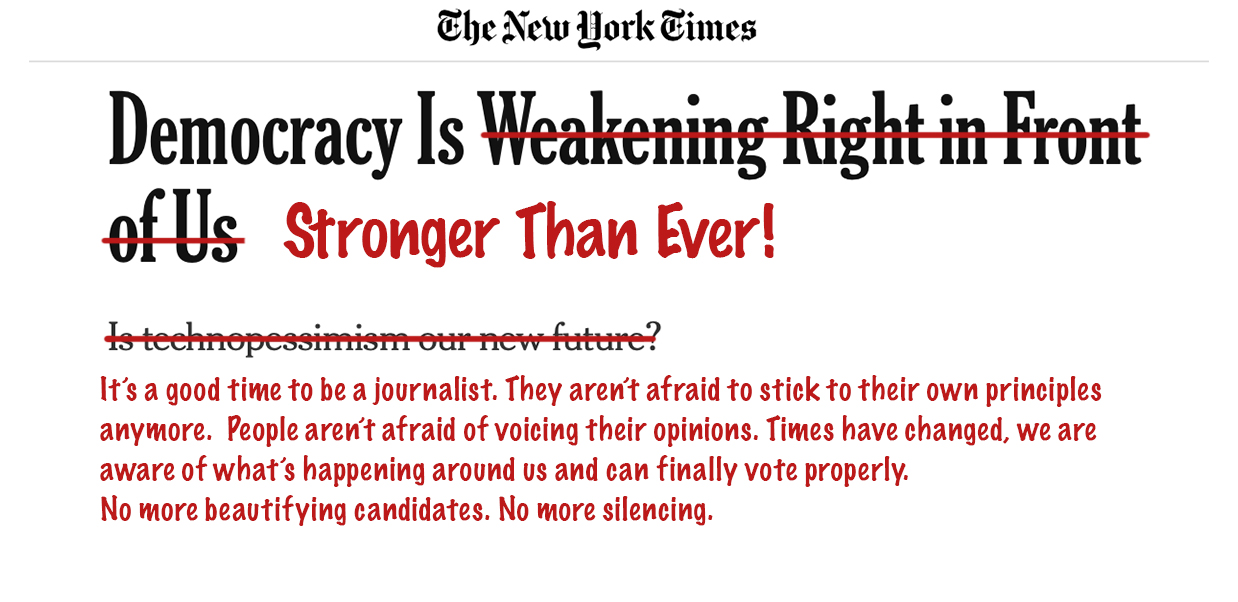 The New York Times
Democracy Is Weakening Right in Front
of Us Stronger Than Ever!
Is technopessimism our new future?
It's a good time to be a journalist. They aren't afraid to stick to their own principles
anymore. People aren't afraid of voicing their opinions. Times have changed, we are
aware of what's happening around us and can finally vote properly.
No more beautifying candidates. No more silencing.